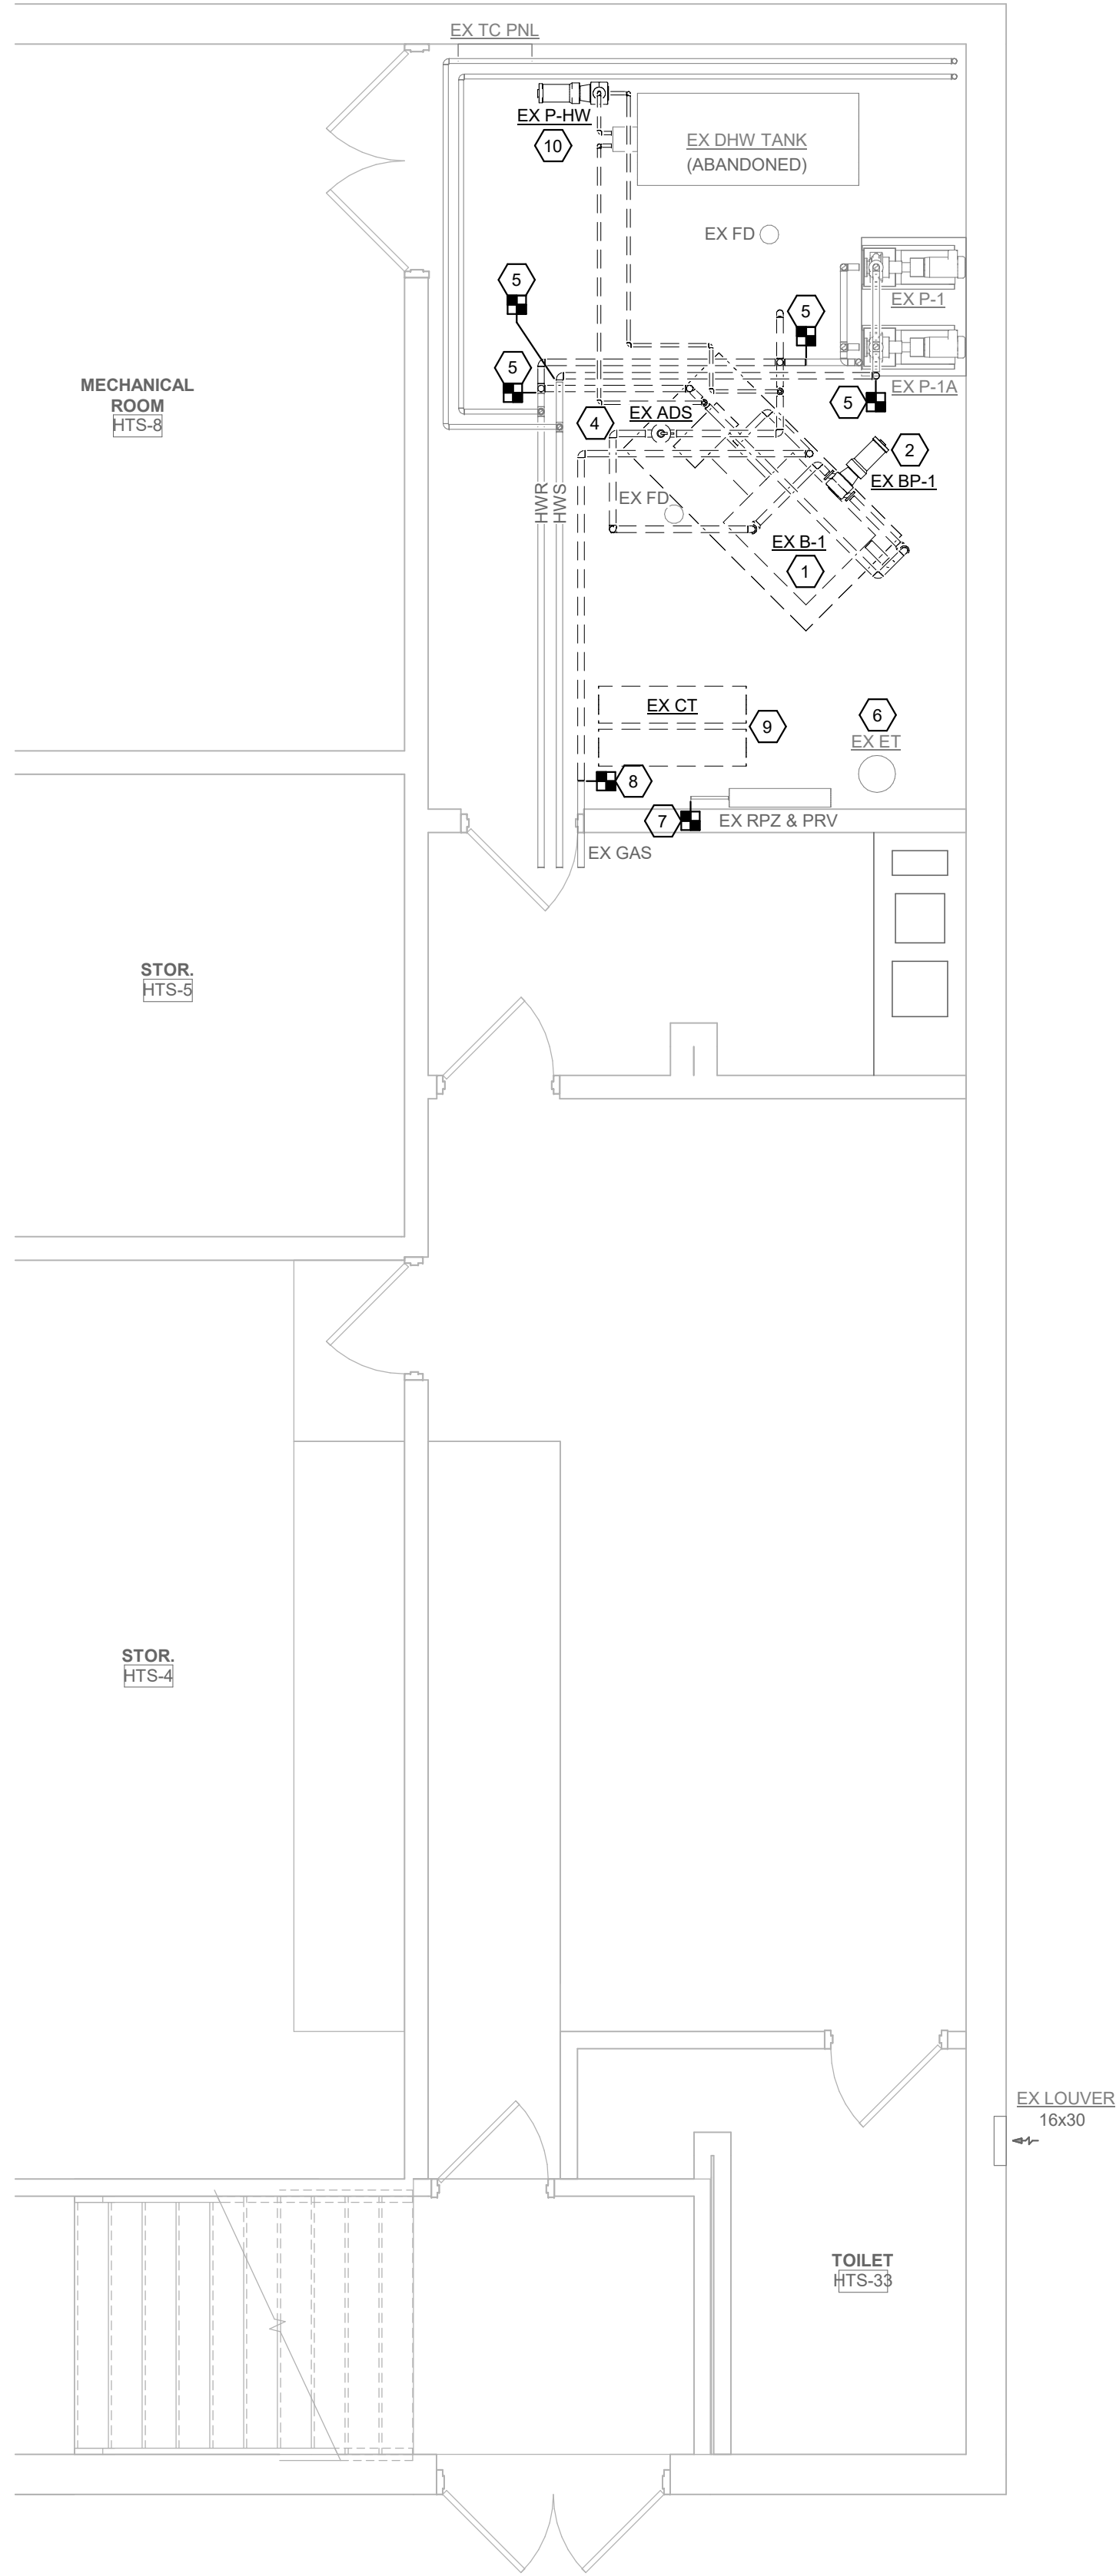 EX TC PNL
EX P-HW
10
EX DHW TANK
(ABANDONED)
EX FD
5
5
EX P-1
5
EX P-1A
5
MECHANICAL
ROOM
HTS-8
4
EX ADS
2
EX BP-1
HWR
HWS
EX FD
EX B-1
1
EX CT
9
6
EX ET
8
7
EX RPZ & PRV
EX GAS
STOR.
HTS-5
STOR.
HTS-4
EX LOUVER
16x30
TOILET
HTS-33